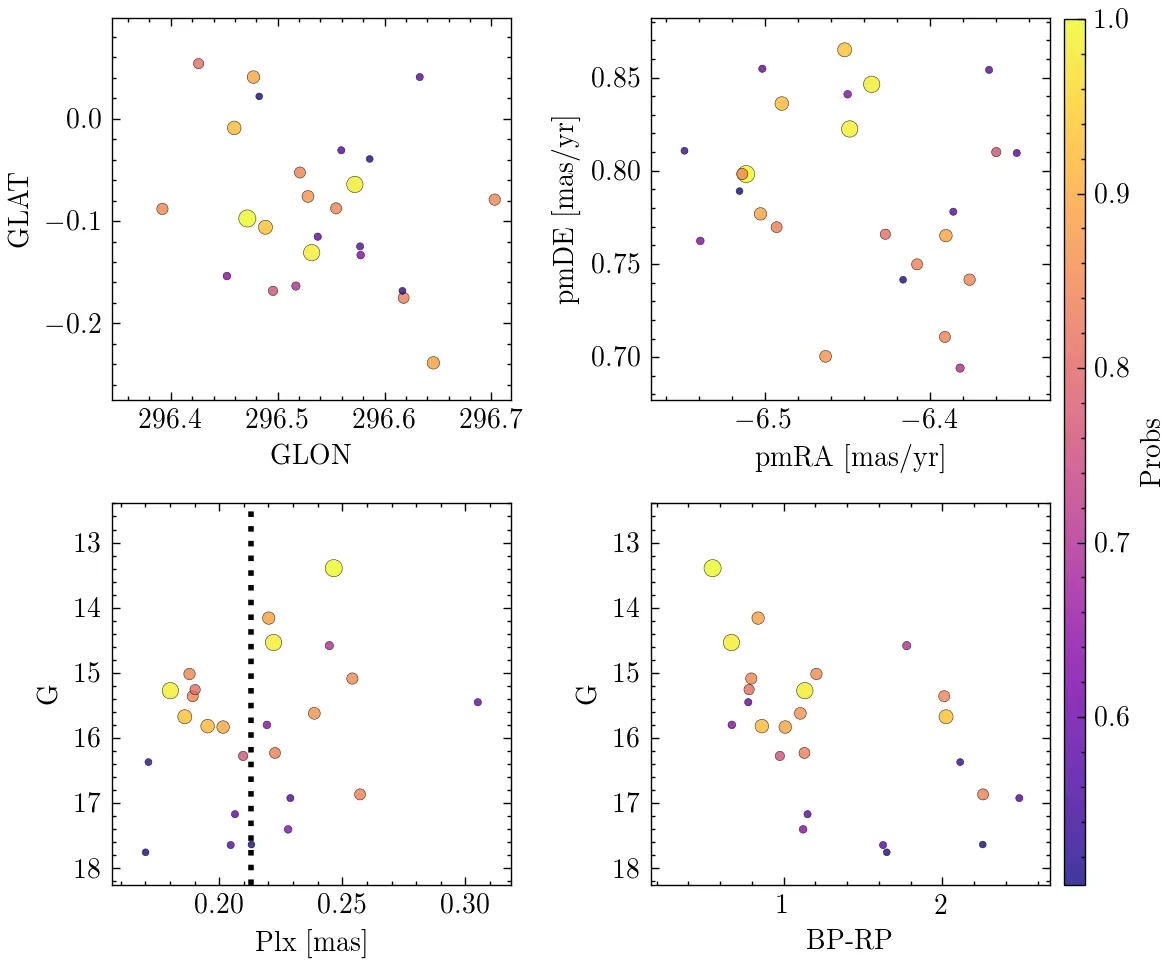 GLAT
0.0
−0.1
−0.2
296.4 296.5 296.6 296.7
GLON
pmDE [mas/yr]
0.85
0.80
0.75
0.70
−6.5 −6.4
pmRA [mas/yr]
G
13
14
15
16
17
18
0.20 0.25 0.30
Plx [mas]
G
13
14
15
16
17
18
1 2
BP-RP
1.0
0.9
0.8
0.7
0.6
Probs